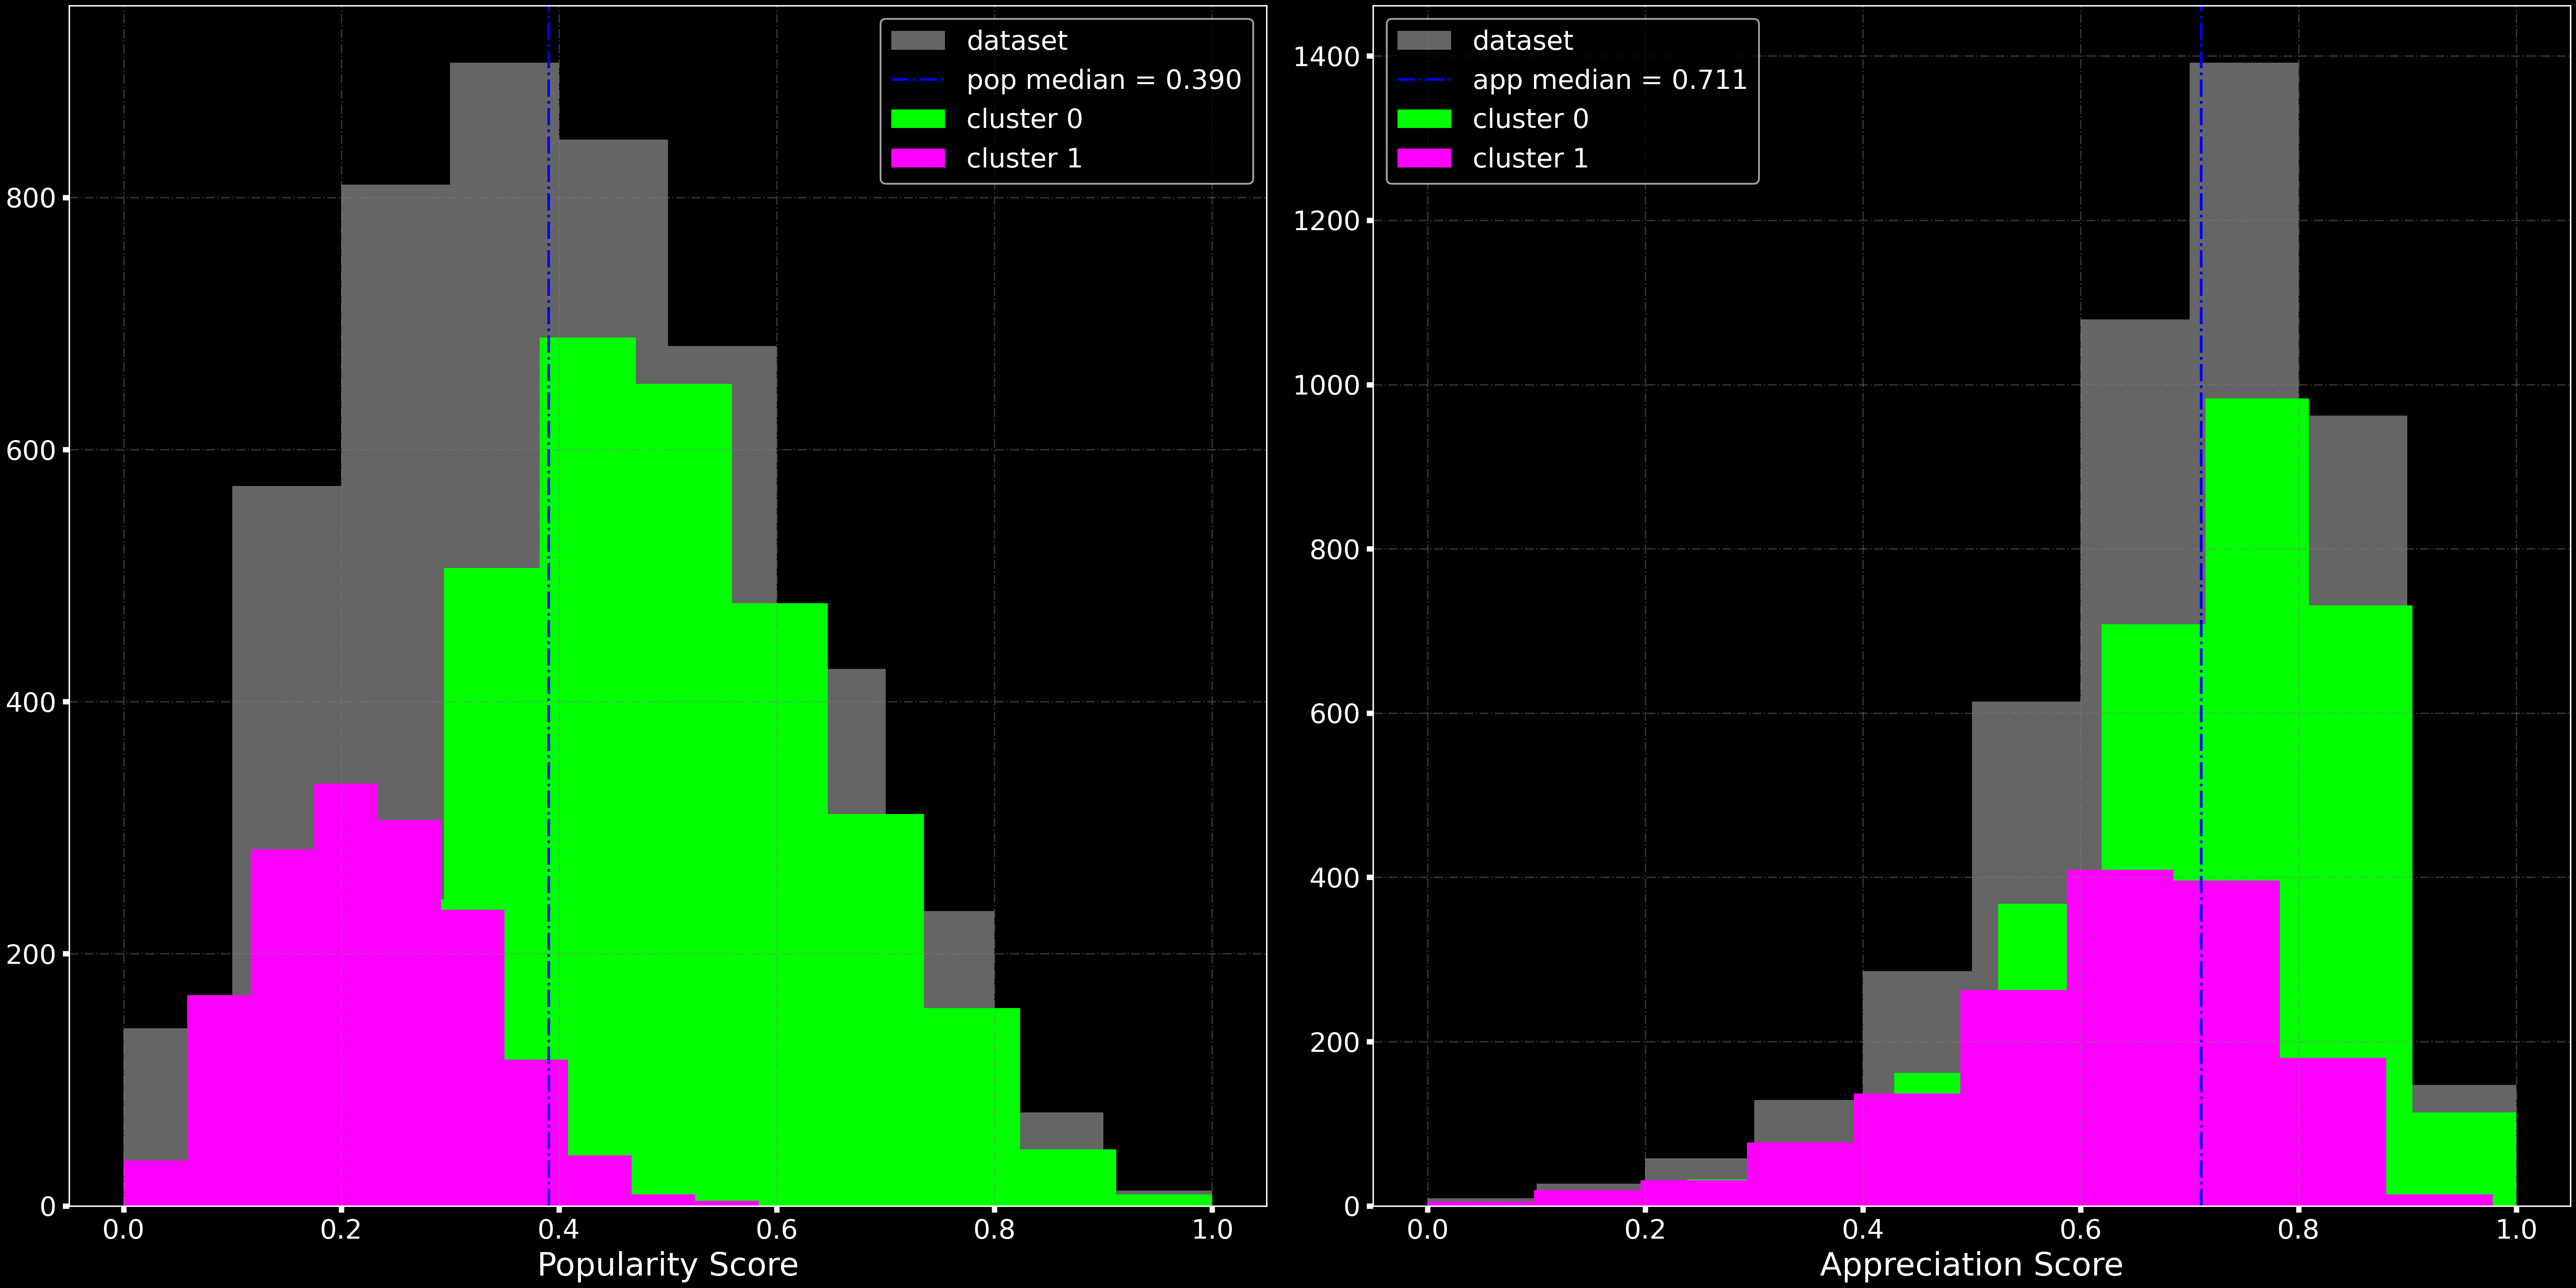 dataset
pop median = 0.390
cluster 0
cluster 1
800
600
400
200
0
0.0 0.2 0.4 0.6 0.8 1.0
Popularity Score
dataset
app median = 0.711
cluster 0
cluster 1
1400
1200
1000
800
600
400
200
0
0.0 0.2 0.4 0.6 0.8 1.0
Appreciation Score